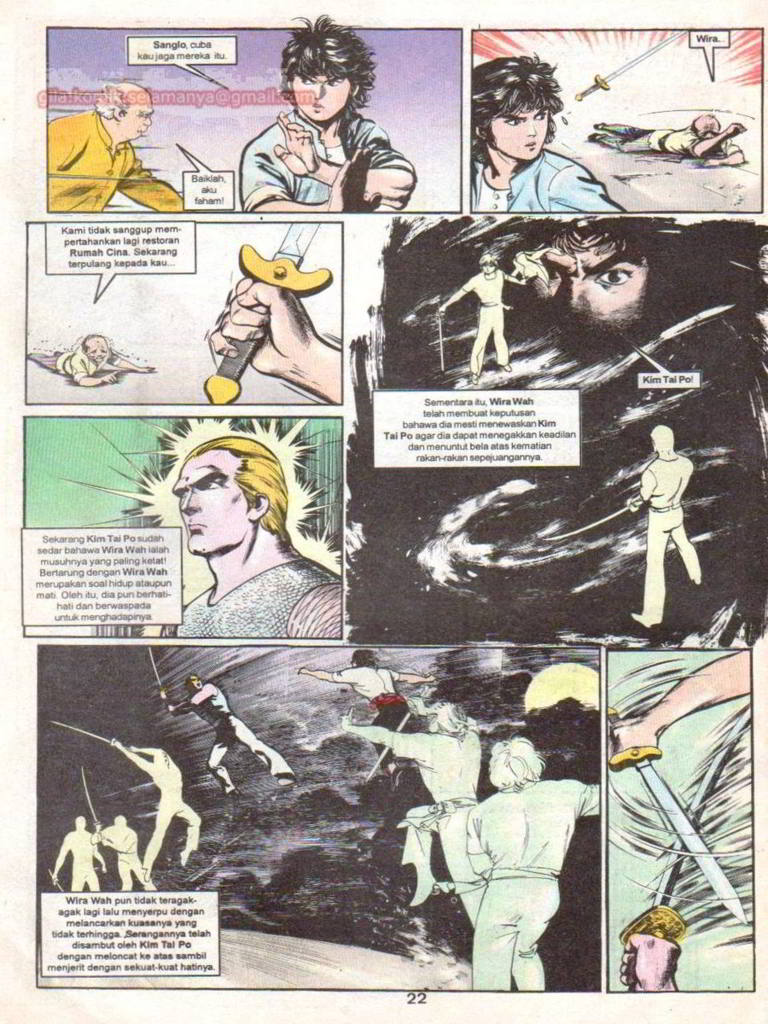 Sanglo, cuba
kau jaga mereka itu.
gila.komik.selamanya@gmail.com
Baiklah,
aku
faham!
Wira...
Kami tidak sanggup mem-
pertahankan lagi restoran
Rumah Cina. Sekarang
terpulang kepada kau...
Kim Tai Po!
Sementara itu, Wira Wah
telah membuat keputusan
bahawa dia mesti menewaskan Kim
Tai Po agar dia dapat menegakkan keadilan
dan menuntut bela atas kematian
rakan-rakan sepejuangannya.
Sekarang Kim Tai Po sudah
sedar bahawa Wira Wah ialah
musuhnya yang paling ketat!
Bertarung dengan Wira Wah
merupakan soal hidup ataupun
mati. Oleh itu, dia pun berhati-
hati dan berwaspada
untuk menghadapinya.
Wira Wah pun tidak teragak-
agak lagi lalu menyerpu dengan
melancarkan kuasanya yang
tidak terhingga. Serangannya telah
disambut oleh Kim Tai Po
dengan meloncat ke atas sambil
menjerit dengan sekuat-kuat hatinya.
22